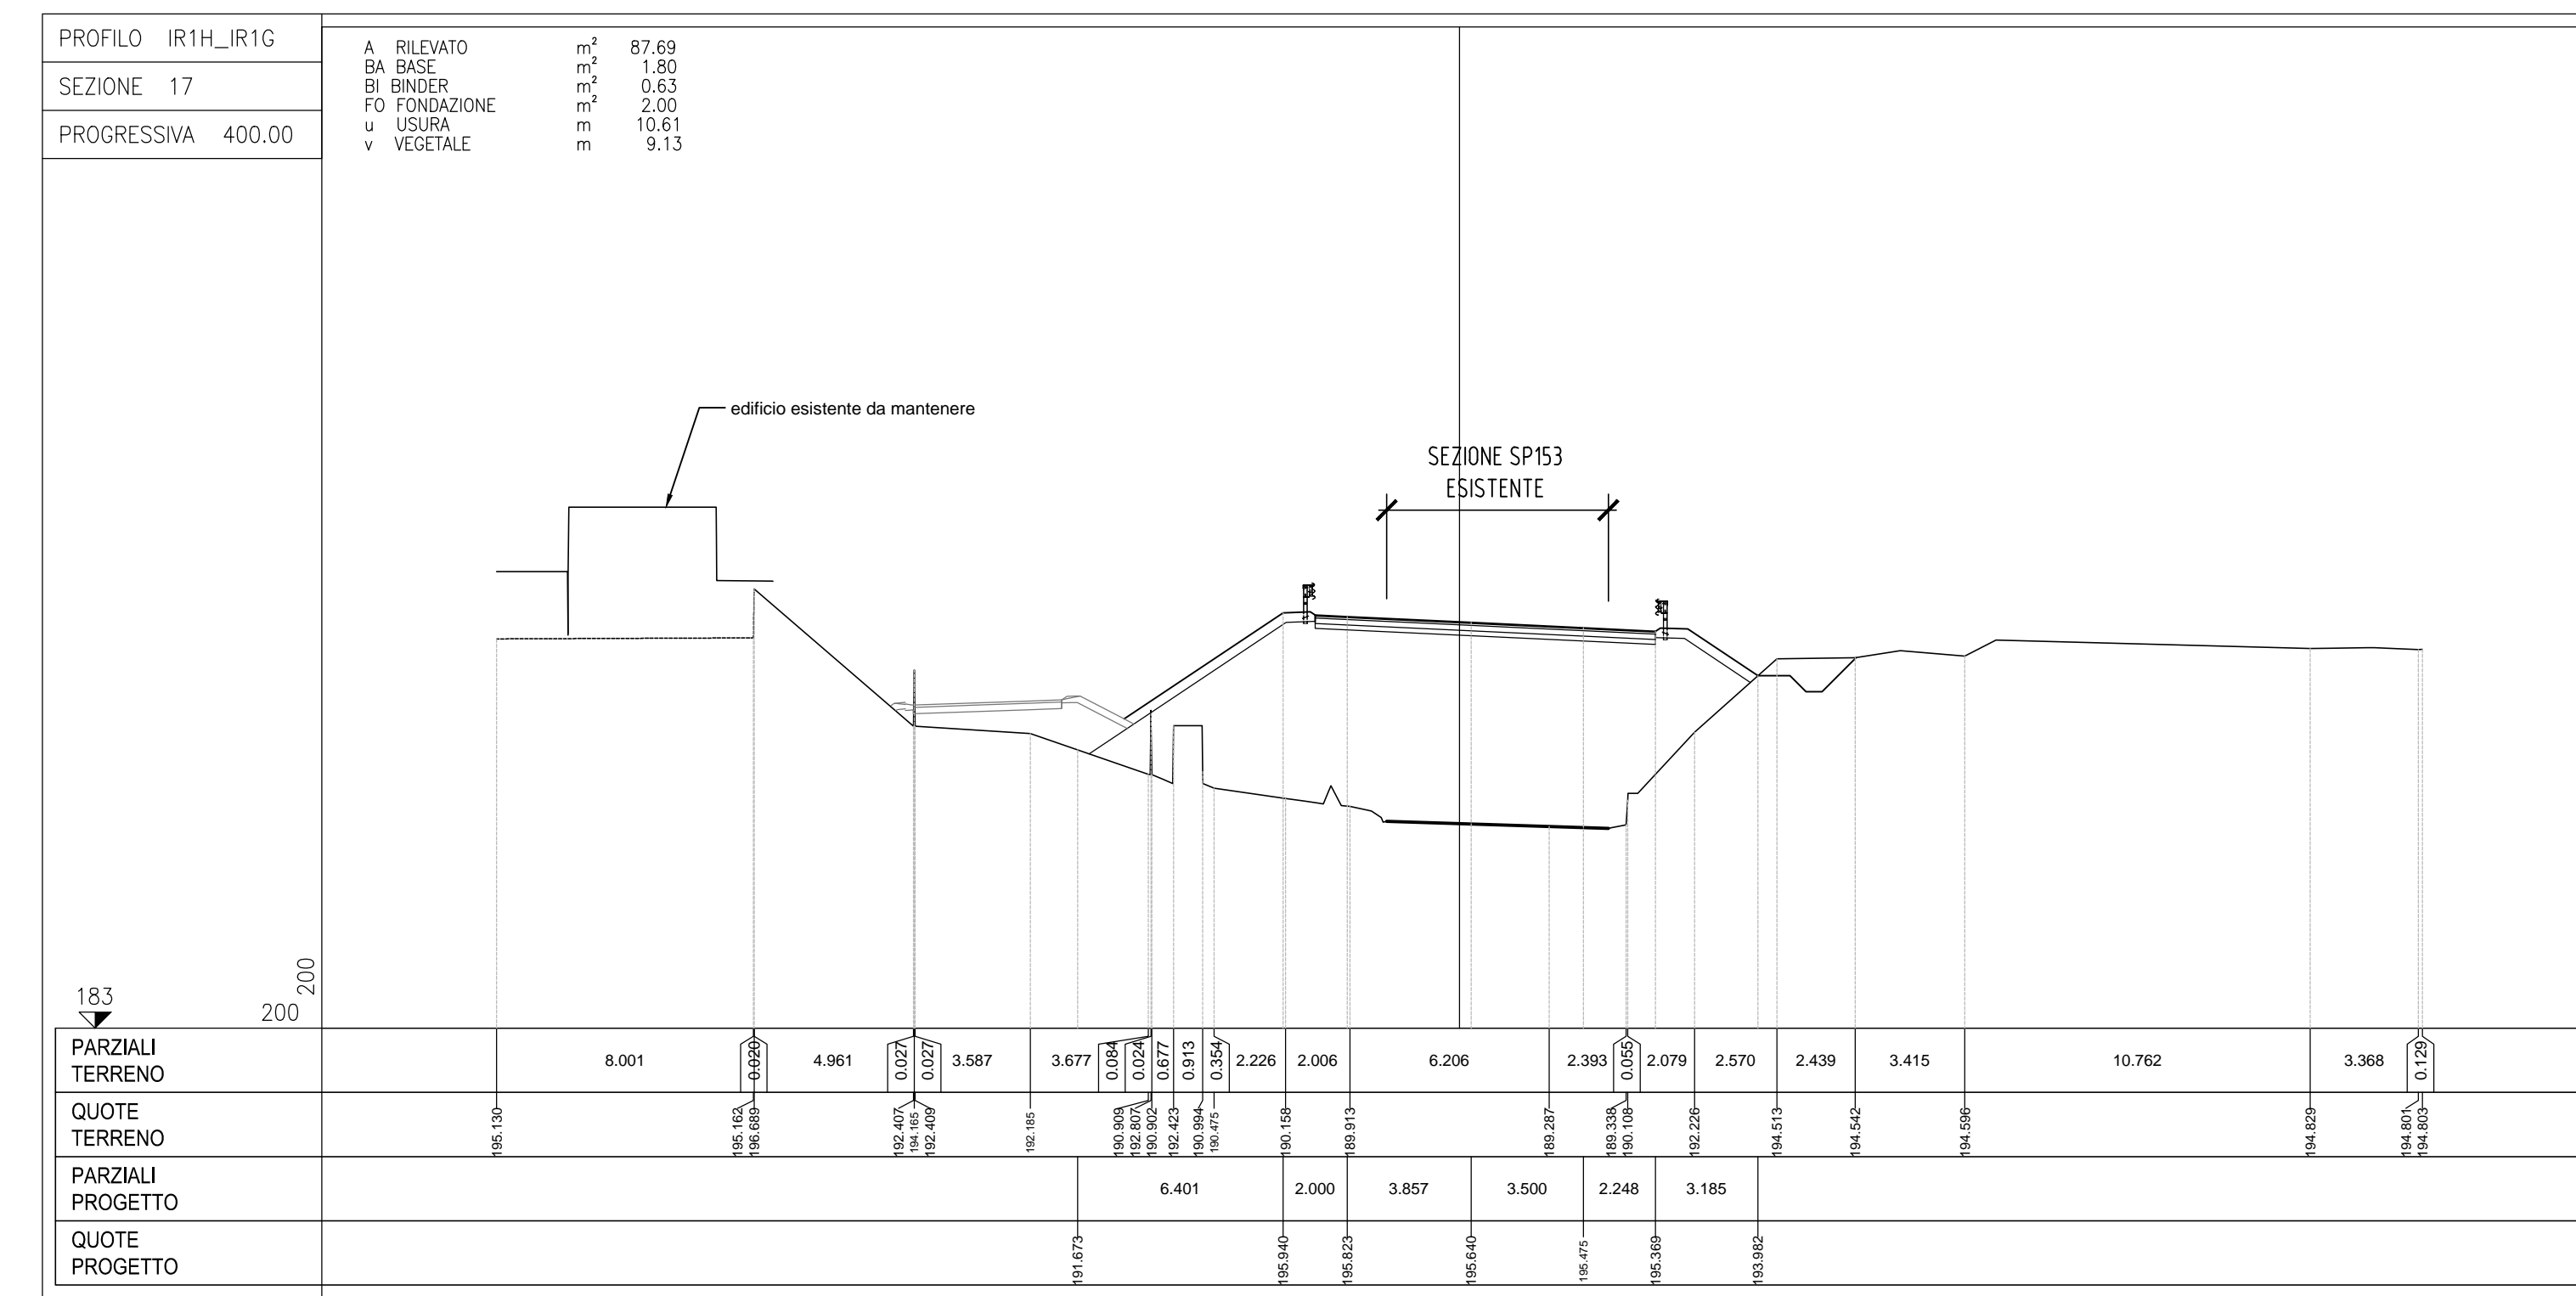 PROFILO IR1H_IR1G
SEZIONE 17
PROGRESSIVA 400.00
A RILEVATO m² 87.69
BA BASE m² 1.80
BI BINDER m² 0.63
FO FONDAZIONE m² 2.00
u USURA m 10.61
v VEGETALE m 9.13
edificio esistente da mantenere
SEZIONE SP153
ESISTENTE
183
200
200
PARZIALI
TERRENO
8.001 0.020 4.961 0.027 0.027 3.587 3.677 0.084 0.024 0.677 0.913 0.354 2.226 2.006 6.206 2.393 0.055 2.079 2.570 2.439 3.415 10.762 3.368 0.129
QUOTE
TERRENO
195.130 195.162 196.689 192.407 194.165 192.409 192.185 190.909 192.807 190.902 192.423 190.994 190.475 190.158 189.913 189.287 189.338 190.108 192.226 194.513 194.542 194.596 194.829 194.801 194.803
PARZIALI
PROGETTO
6.401 2.000 3.857 3.500 2.248 3.185
QUOTE
PROGETTO
191.673 195.940 195.823 195.640 195.475 195.369 193.982